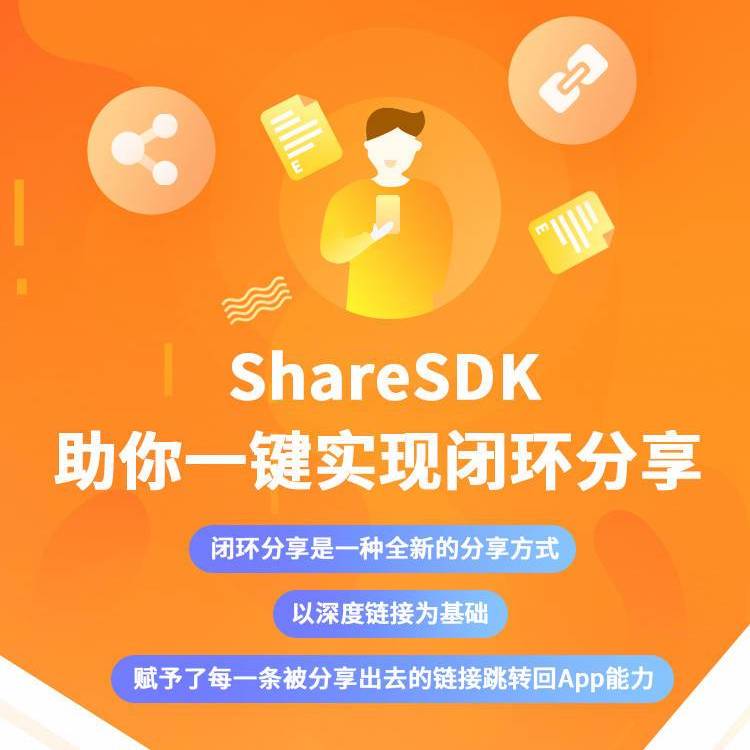 ShareSDK
助你一键实现闭环分享
闭环分享是一种全新的分享方式
以深度链接为基础
赋予了每一条被分享出去的链接跳转回App能力